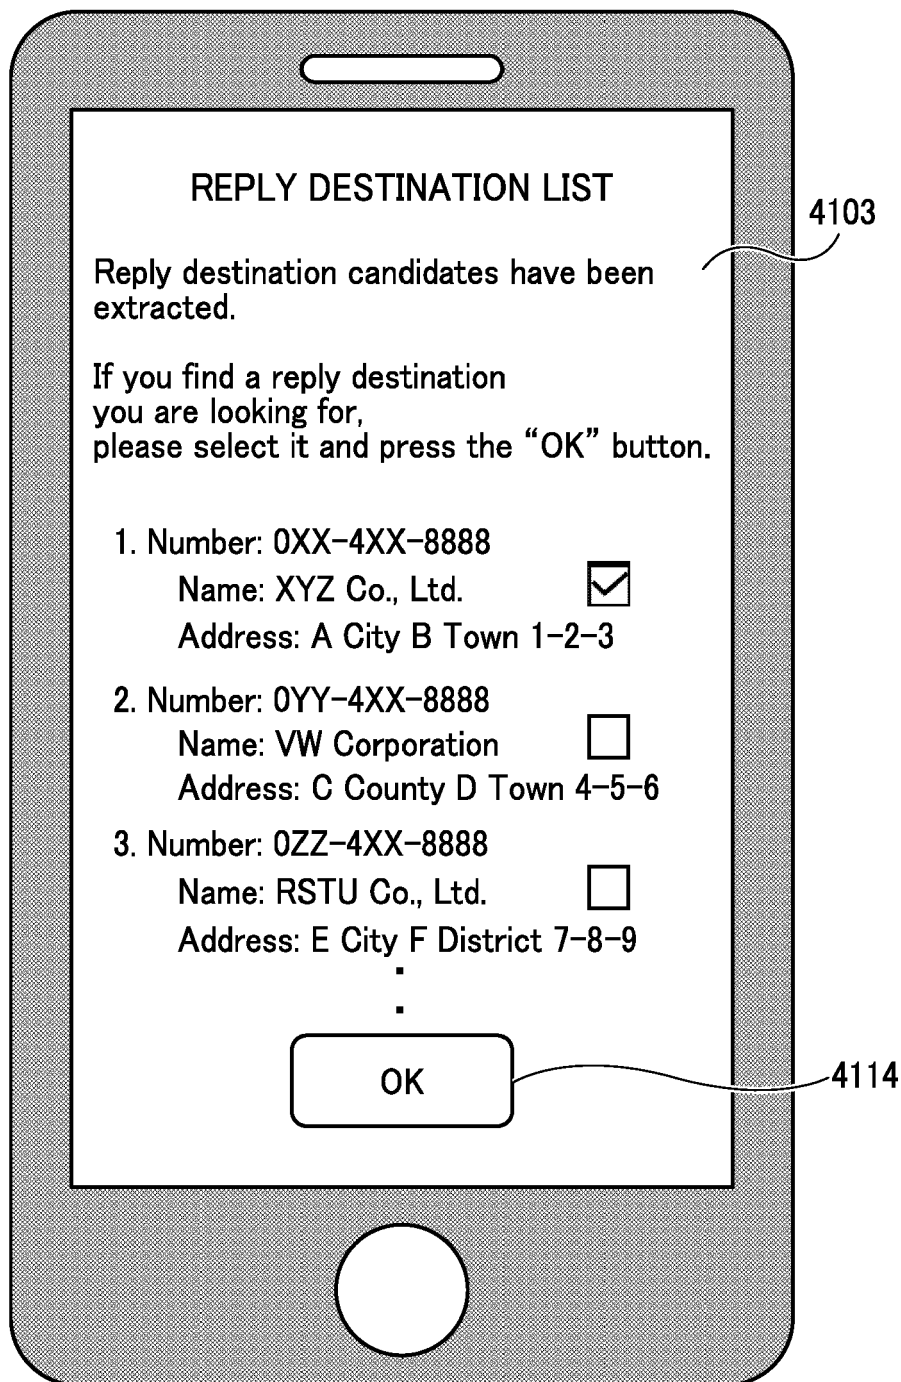 REPLY DESTINATION LIST
4103
Reply destination candidates have been
extracted.
If you find a reply destination
you are looking for,
please select it and press the “OK” button.
1. Number: 0XX-4XX-8888
Name: XYZ Co., Ltd.
Address: A City B Town 1-2-3
2. Number: 0YY-4XX-8888
Name: VW Corporation
Address: C County D Town 4-5-6
3. Number: 0ZZ-4XX-8888
Name: RSTU Co., Ltd.
Address: E City F District 7-8-9
OK
4114